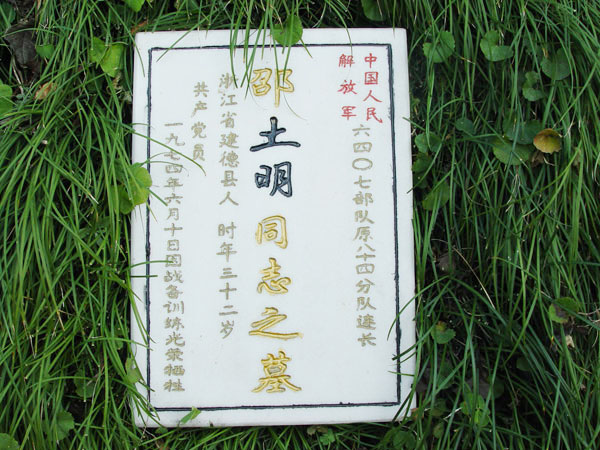 中国人民
解放军
六四〇七部队原八十四分队连长
邵土明同志之墓
浙江省建德县人 时年三十二岁
共产党员
一九七四年六月十日因战备训练光荣牺牲